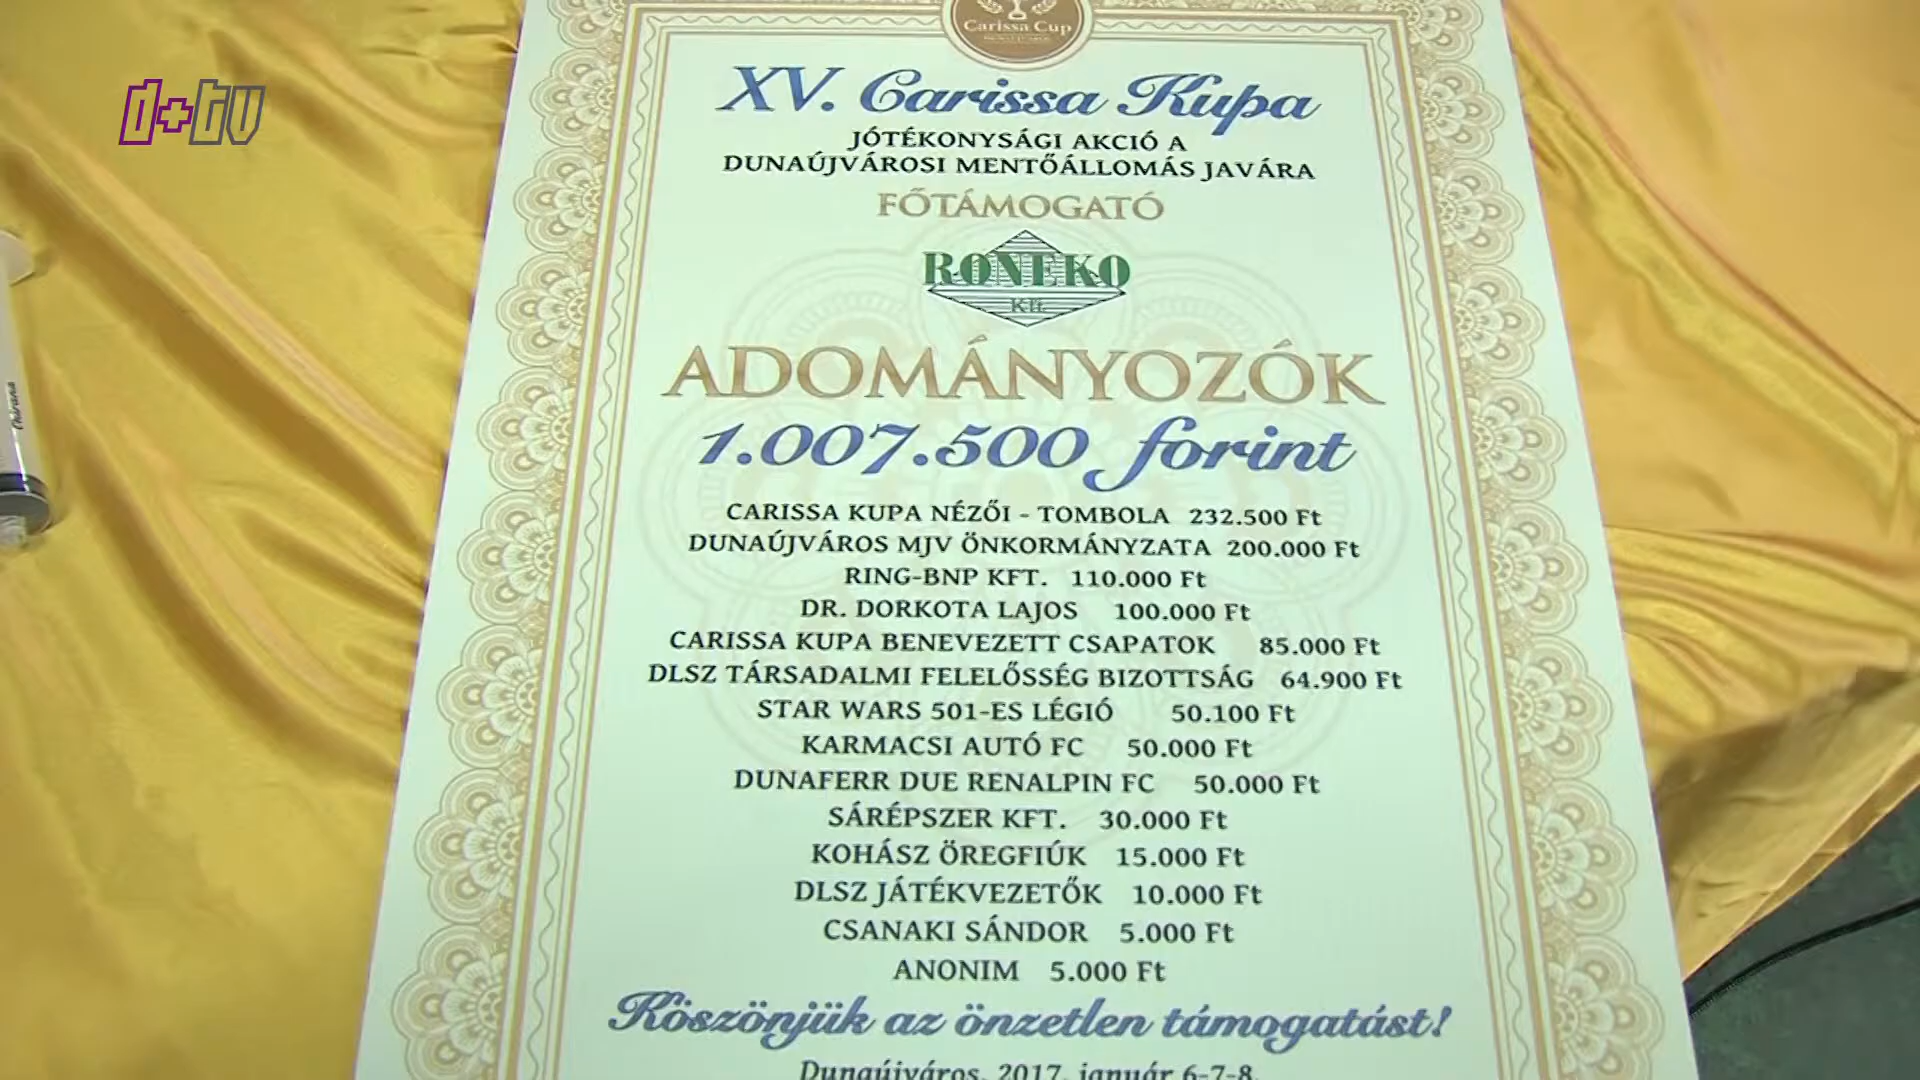 Carissa Cup
d+tv
XV. Carissa Kupa
JÓTÉKONYSÁGI AKCIÓ A
DUNAÚJVÁROSI MENTŐÁLLOMÁS JAVÁRA
FŐTÁMOGATÓ
RONEKO
Kft.
ADOMÁNYOZÓK
1.007.500 forint
CARISSA KUPA NÉZŐI - TOMBOLA 232.500 Ft
DUNAÚJVÁROS MJV ÖNKORMÁNYZATA 200.000 Ft
RING-BNP KFT. 110.000 Ft
DR. DORKOTA LAJOS 100.000 Ft
CARISSA KUPA BENEVEZETT CSAPATOK 85.000 Ft
DLSZ TÁRSADALMI FELELŐSSÉG BIZOTTSÁG 64.900 Ft
STAR WARS 501-ES LÉGIÓ 50.100 Ft
KARMACSI AUTÓ FC 50.000 Ft
DUNAFERR DUE RENALPIN FC 50.000 Ft
SÁRÉPSZER KFT. 30.000 Ft
KOHÁSZ ÖREGFIÚK 15.000 Ft
DLSZ JÁTÉKVEZETŐK 10.000 Ft
CSANAKI SÁNDOR 5.000 Ft
ANONIM 5.000 Ft
Köszönjük az önzetlen támogatást!
Dunaújváros, 2017. január 6-7-8.
Chirana